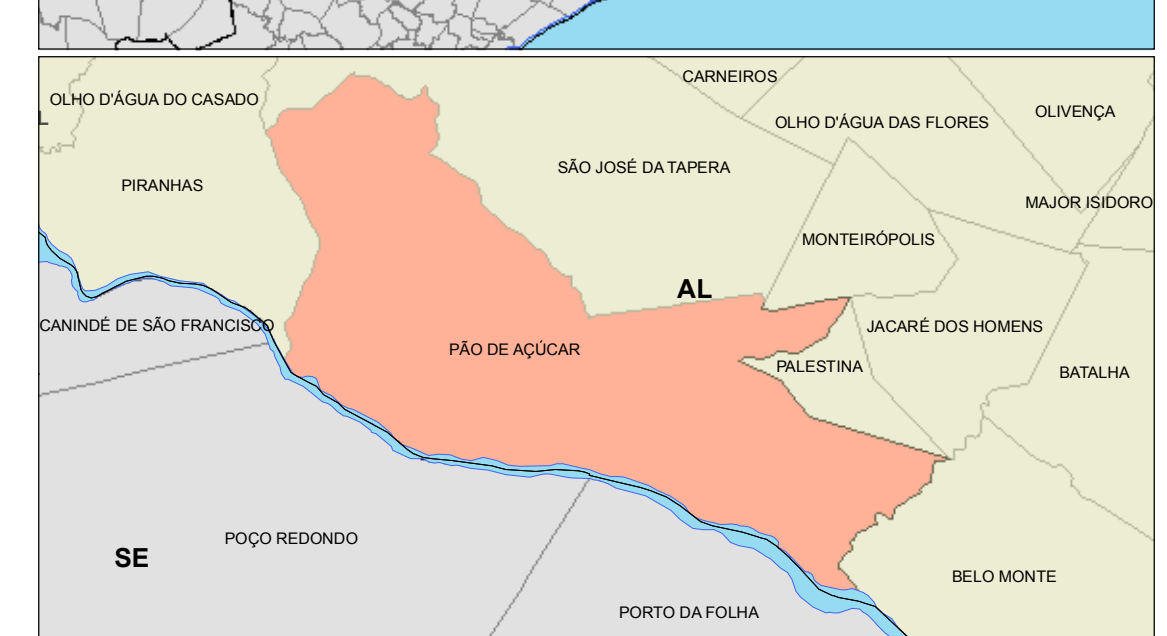 CARNEIROS
OLHO D'ÁGUA DO CASADO
OLIVENÇA
OLHO D'ÁGUA DAS FLORES
SÃO JOSÉ DA TAPERA
PIRANHAS
MAJOR ISIDORO
MONTEIRÓPOLIS
AL
CANINDÉ DE SÃO FRANCISCO
JACARÉ DOS HOMENS
PÃO DE AÇÚCAR
PALESTINA
BATALHA
POÇO REDONDO
SE
BELO MONTE
PORTO DA FOLHA